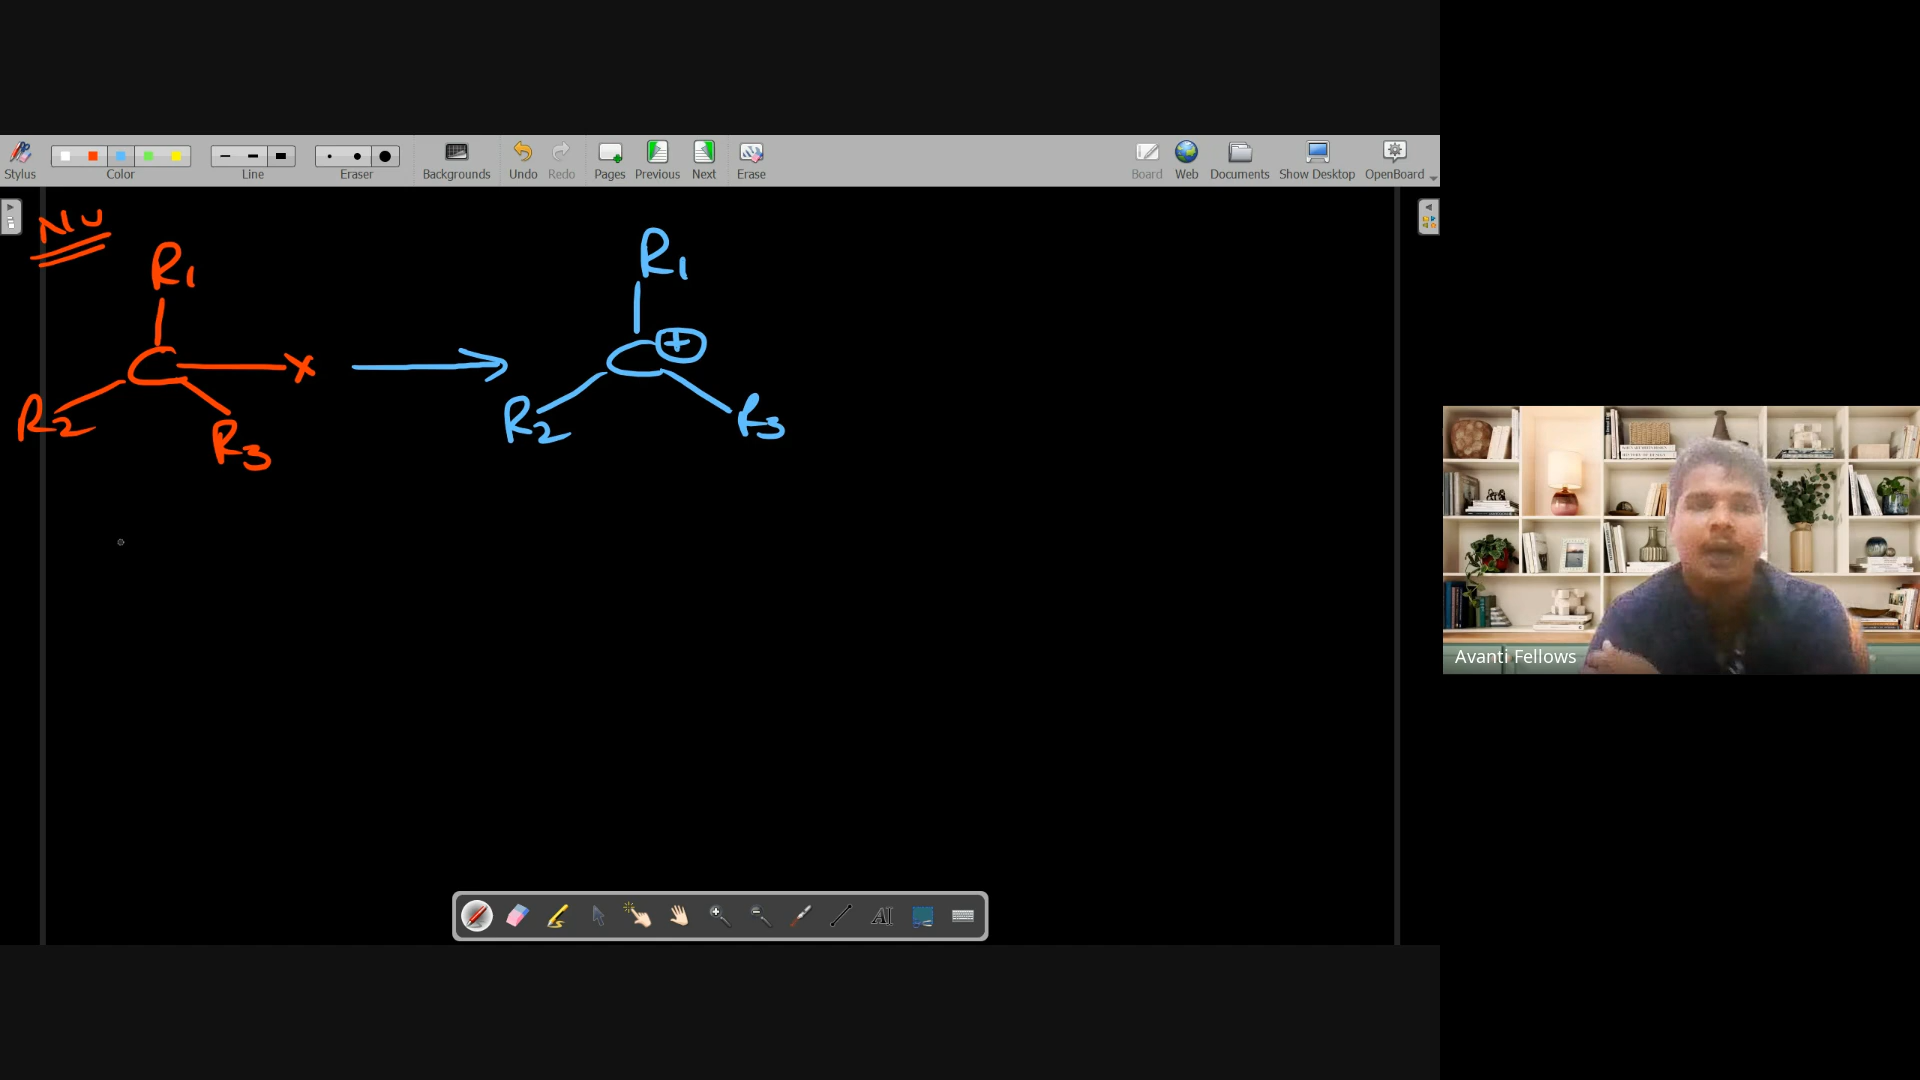 Stylus Color Line Eraser Backgrounds Undo Redo Pages Previous Next Erase Board Web Documents Show Desktop OpenBoard
NU
R1
C X
R2 R3
R1
C +
R2 R3
AI
Avanti Fellows